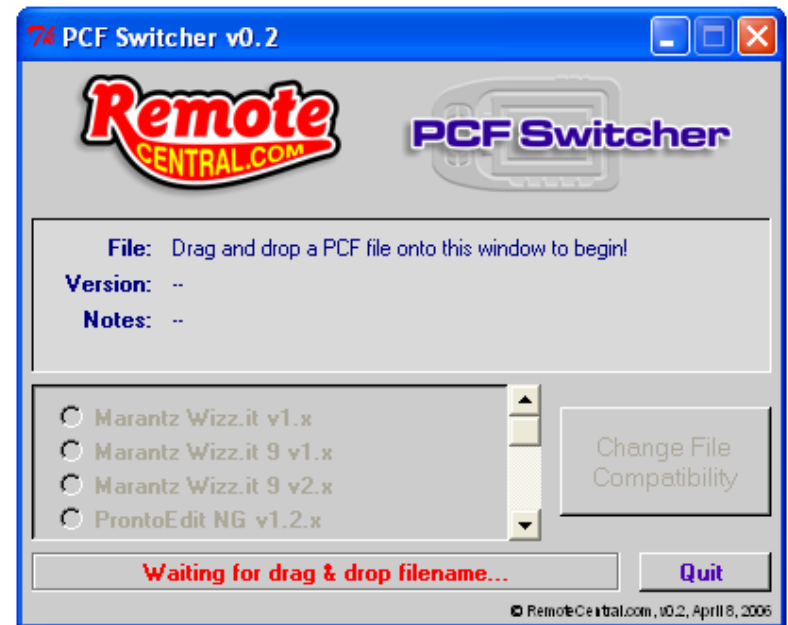 7k PCF Switcher v0.2
Remote
CENTRAL.COM
PCF Switcher
File: Drag and drop a PCF file onto this window to begin!
Version: --
Notes: --
Marantz Wizz.it v1.x
Marantz Wizz.it 9 v1.x
Marantz Wizz.it 9 v2.x
ProntoEdit NG v1.2.x
Change File
Compatibility
Waiting for drag & drop filename...
Quit
© RemoteCentral.com, v0.2, April 8, 2006